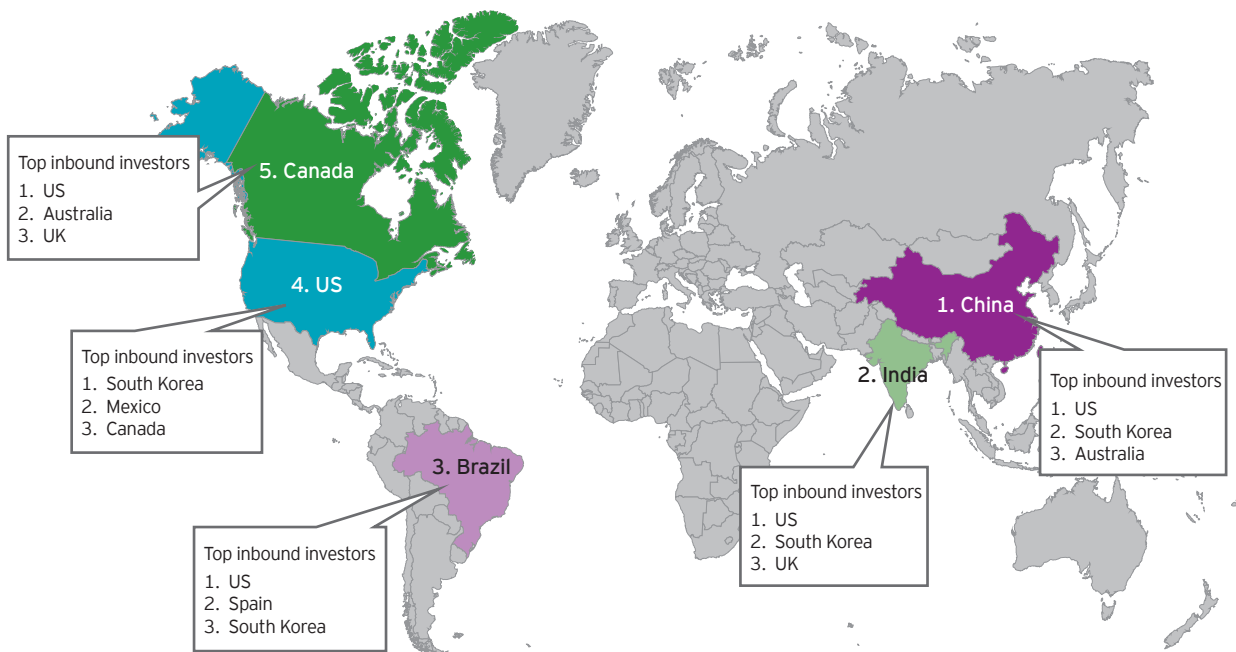 Top inbound investors
1. US
2. Australia
3. UK
5. Canada
4. US
Top inbound investors
1. South Korea
2. Mexico
3. Canada
3. Brazil
Top inbound investors
1. US
2. Spain
3. South Korea
1. China
Top inbound investors
1. US
2. South Korea
3. Australia
2. India
Top inbound investors
1. US
2. South Korea
3. UK